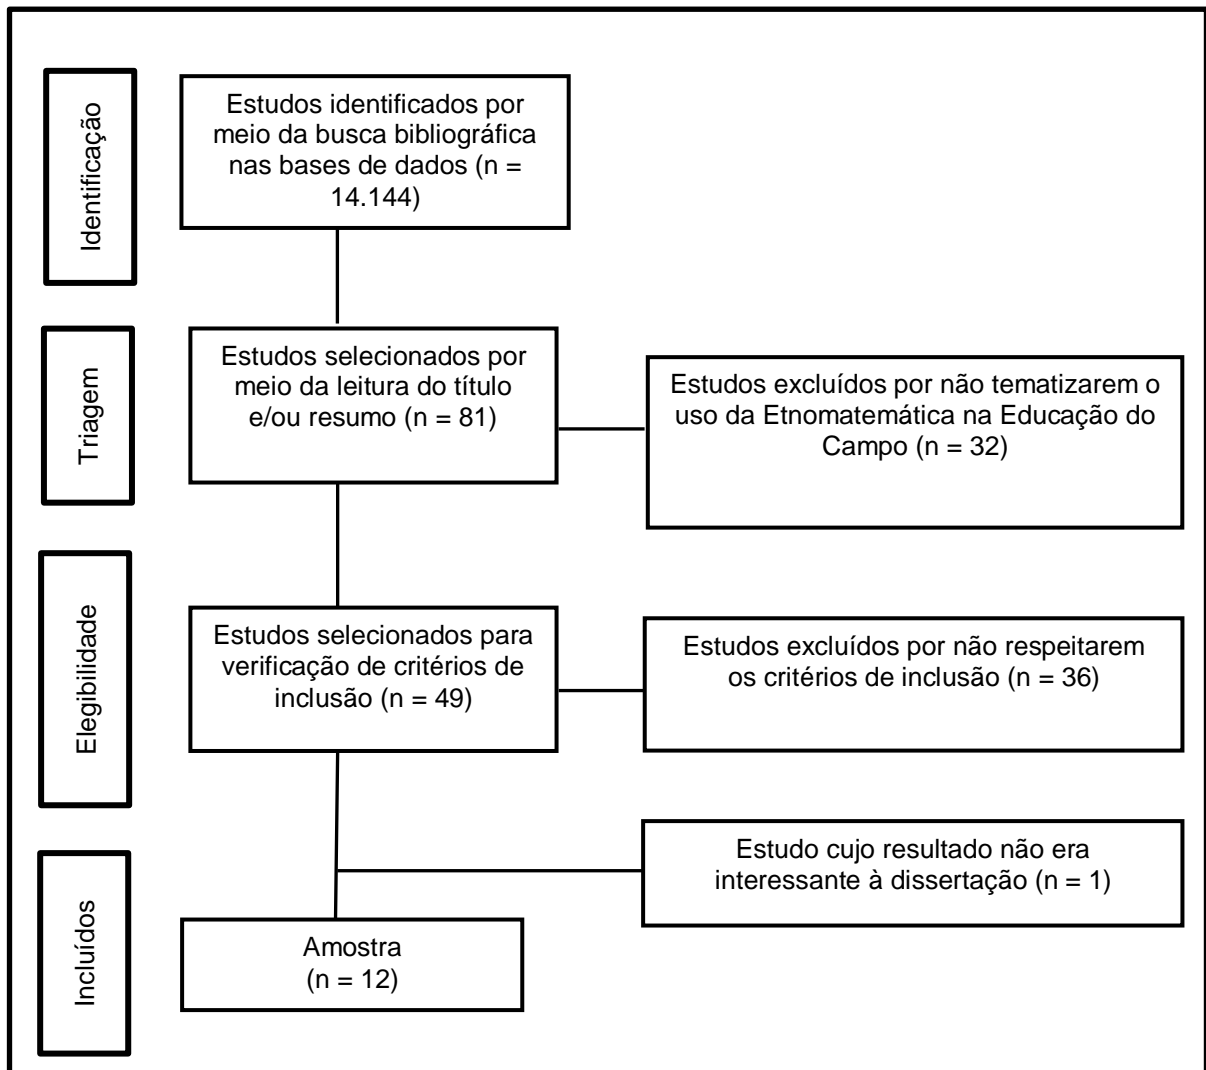 Identificação
Estudos identificados por
meio da busca bibliográfica
nas bases de dados (n =
14.144)
Triagem
Estudos selecionados por
meio da leitura do título
e/ou resumo (n = 81)
Estudos excluídos por não tematizarem o
uso da Etnomatemática na Educação do
Campo (n = 32)
Elegibilidade
Estudos selecionados para
verificação de critérios de
inclusão (n = 49)
Estudos excluídos por não respeitarem
os critérios de inclusão (n = 36)
Incluídos
Estudo cujo resultado não era
interessante à dissertação (n = 1)
Amostra
(n = 12)